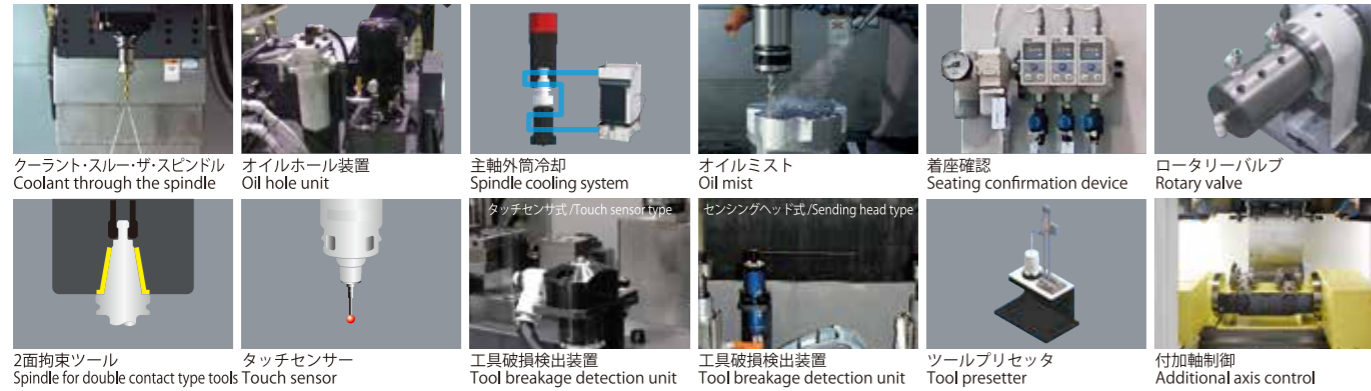 クーラント・スルー・ザ・スピンドル
Coolant through the spindle
オイルホール装置
Oil hole unit
主軸外筒冷却
Spindle cooling system
オイルミスト
Oil mist
着座確認
Seating confirmation device
ロータリーバルブ
Rotary valve
2面拘束ツール
Spindle for double contact type tools
タッチセンサー
Touch sensor
タッチセンサ式/Touch sensor type
工具破損検出装置
Tool breakage detection unit
センシングヘッド式/Sending head type
工具破損検出装置
Tool breakage detection unit
ツールプリセッタ
Tool presetter
付加軸制御
Additional axis control